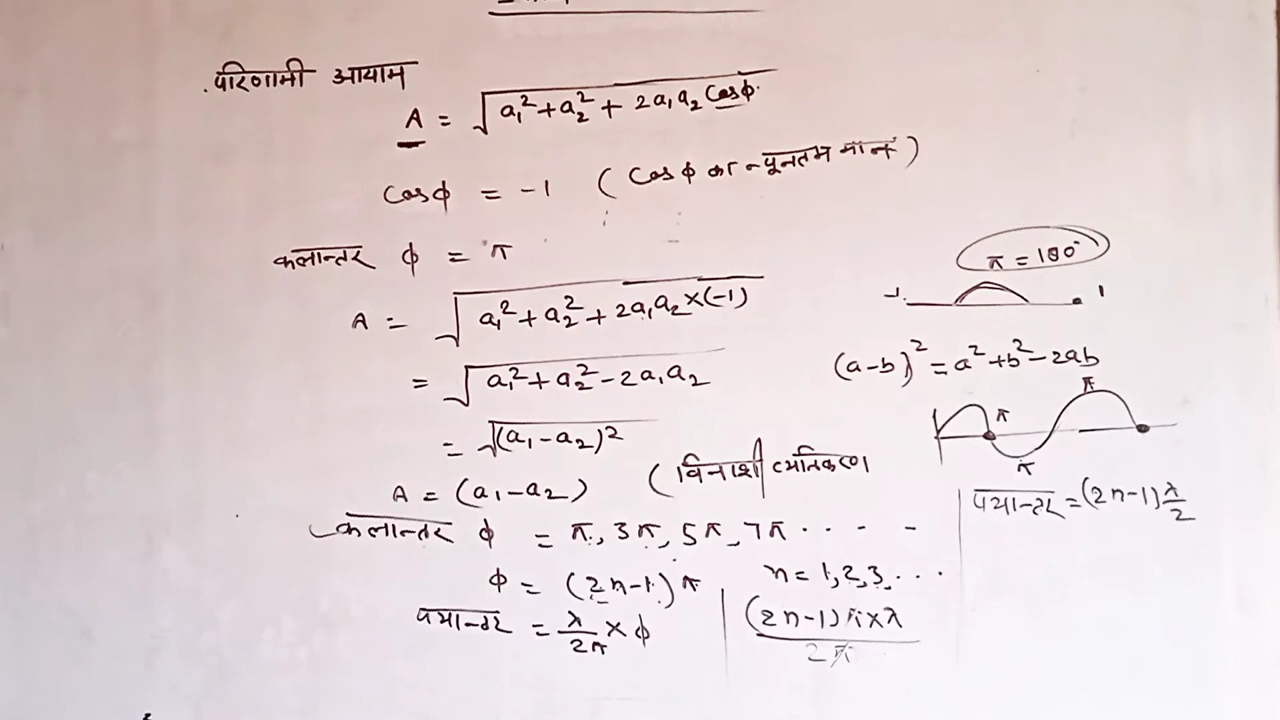 परिणामी आयाम
A = √a₁² + a₂² + 2a₁a₂ Cosϕ
Cosϕ = -1 ( Cosϕ का न्यूनतम मान )
कलान्तर ϕ = π
π = 180°
-1 1
A = √a₁² + a₂² + 2a₁a₂ × (-1)
= √a₁² + a₂² - 2a₁a₂
(a-b)² = a² + b² - 2ab
π π π
= √(a₁ - a₂)²
A = (a₁ - a₂) ( विनाशी व्यतिकरण
कलान्तर ϕ = π, 3π, 5π, 7π . . . -
पथान्तर = (2n-1) λ/2
ϕ = (2n-1) π n = 1, 2, 3, . . .
पथान्तर = λ/2π × ϕ (2n-1) π × λ / 2π